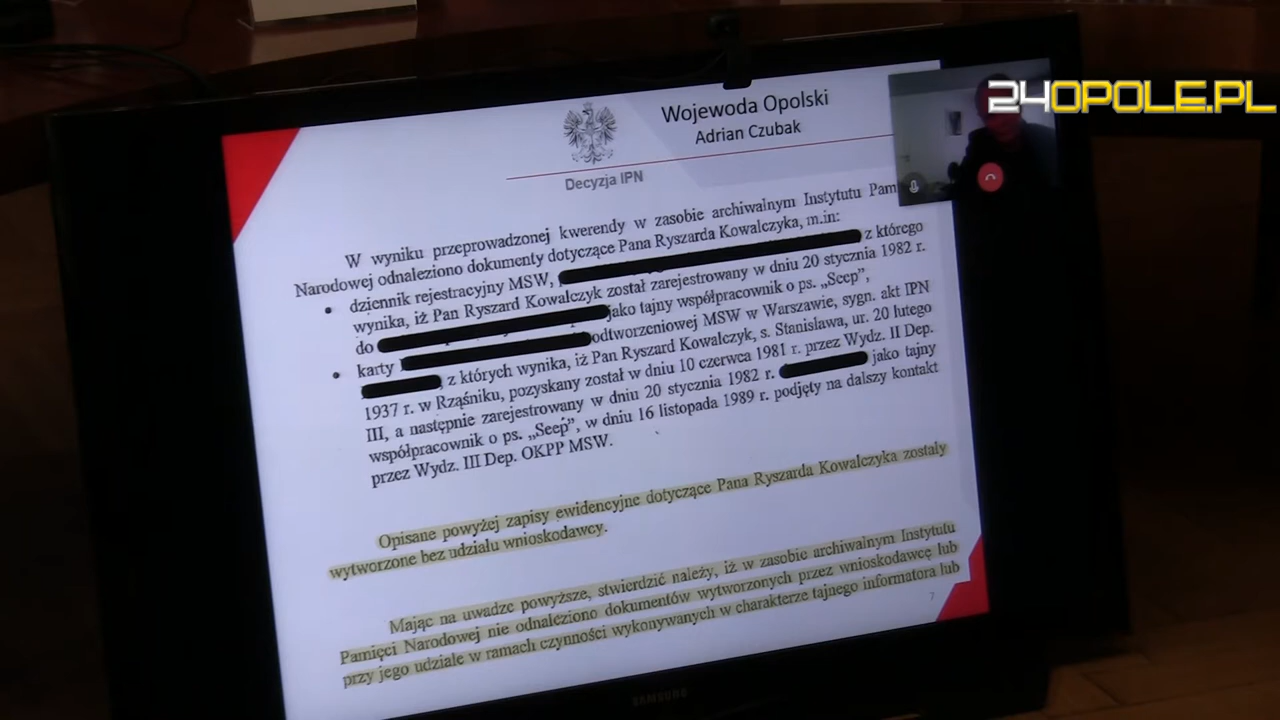 24OPOLE.PL
Wojewoda Opolski
Adrian Czubak
Decyzja IPN
W wyniku przeprowadzonej kwerendy w zasobie archiwalnym Instytutu
Narodowej odnaleziono dokumenty dotyczące Pana Ryszarda Kowalczyka, m.in:
• dziennik rejestracyjny MSW, z którego
wynika, iż Pan Ryszard Kowalczyk został zarejestrowany w dniu 20 stycznia 1982 r.
do jako tajny współpracownik o ps. „Seep”,
• karty odtworzeniowej MSW w Warszawie, sygn. akt IPN
, z których wynika, iż Pan Ryszard Kowalczyk, s. Stanisława, ur. 20 lutego
1937 r. w Rząśniku, pozyskany został w dniu 10 czerwca 1981 r. przez Wydz. II Dep.
III, a następnie zarejestrowany w dniu 20 stycznia 1982 r. jako tajny
współpracownik o ps. „Seep”, w dniu 16 listopada 1989 r. podjęty na dalszy kontakt
przez Wydz. III Dep. OKPP MSW.
Opisane powyżej zapisy ewidencyjne dotyczące Pana Ryszarda Kowalczyka zostały
wytworzone bez udziału wnioskodawcy.
Mając na uwadze powyższe, stwierdzić należy, iż w zasobie archiwalnym Instytutu
Pamięci Narodowej nie odnaleziono dokumentów wytworzonych przez wnioskodawcę lub
przy jego udziale w ramach czynności wykonywanych w charakterze tajnego informatora lub
7
SAMSUNG